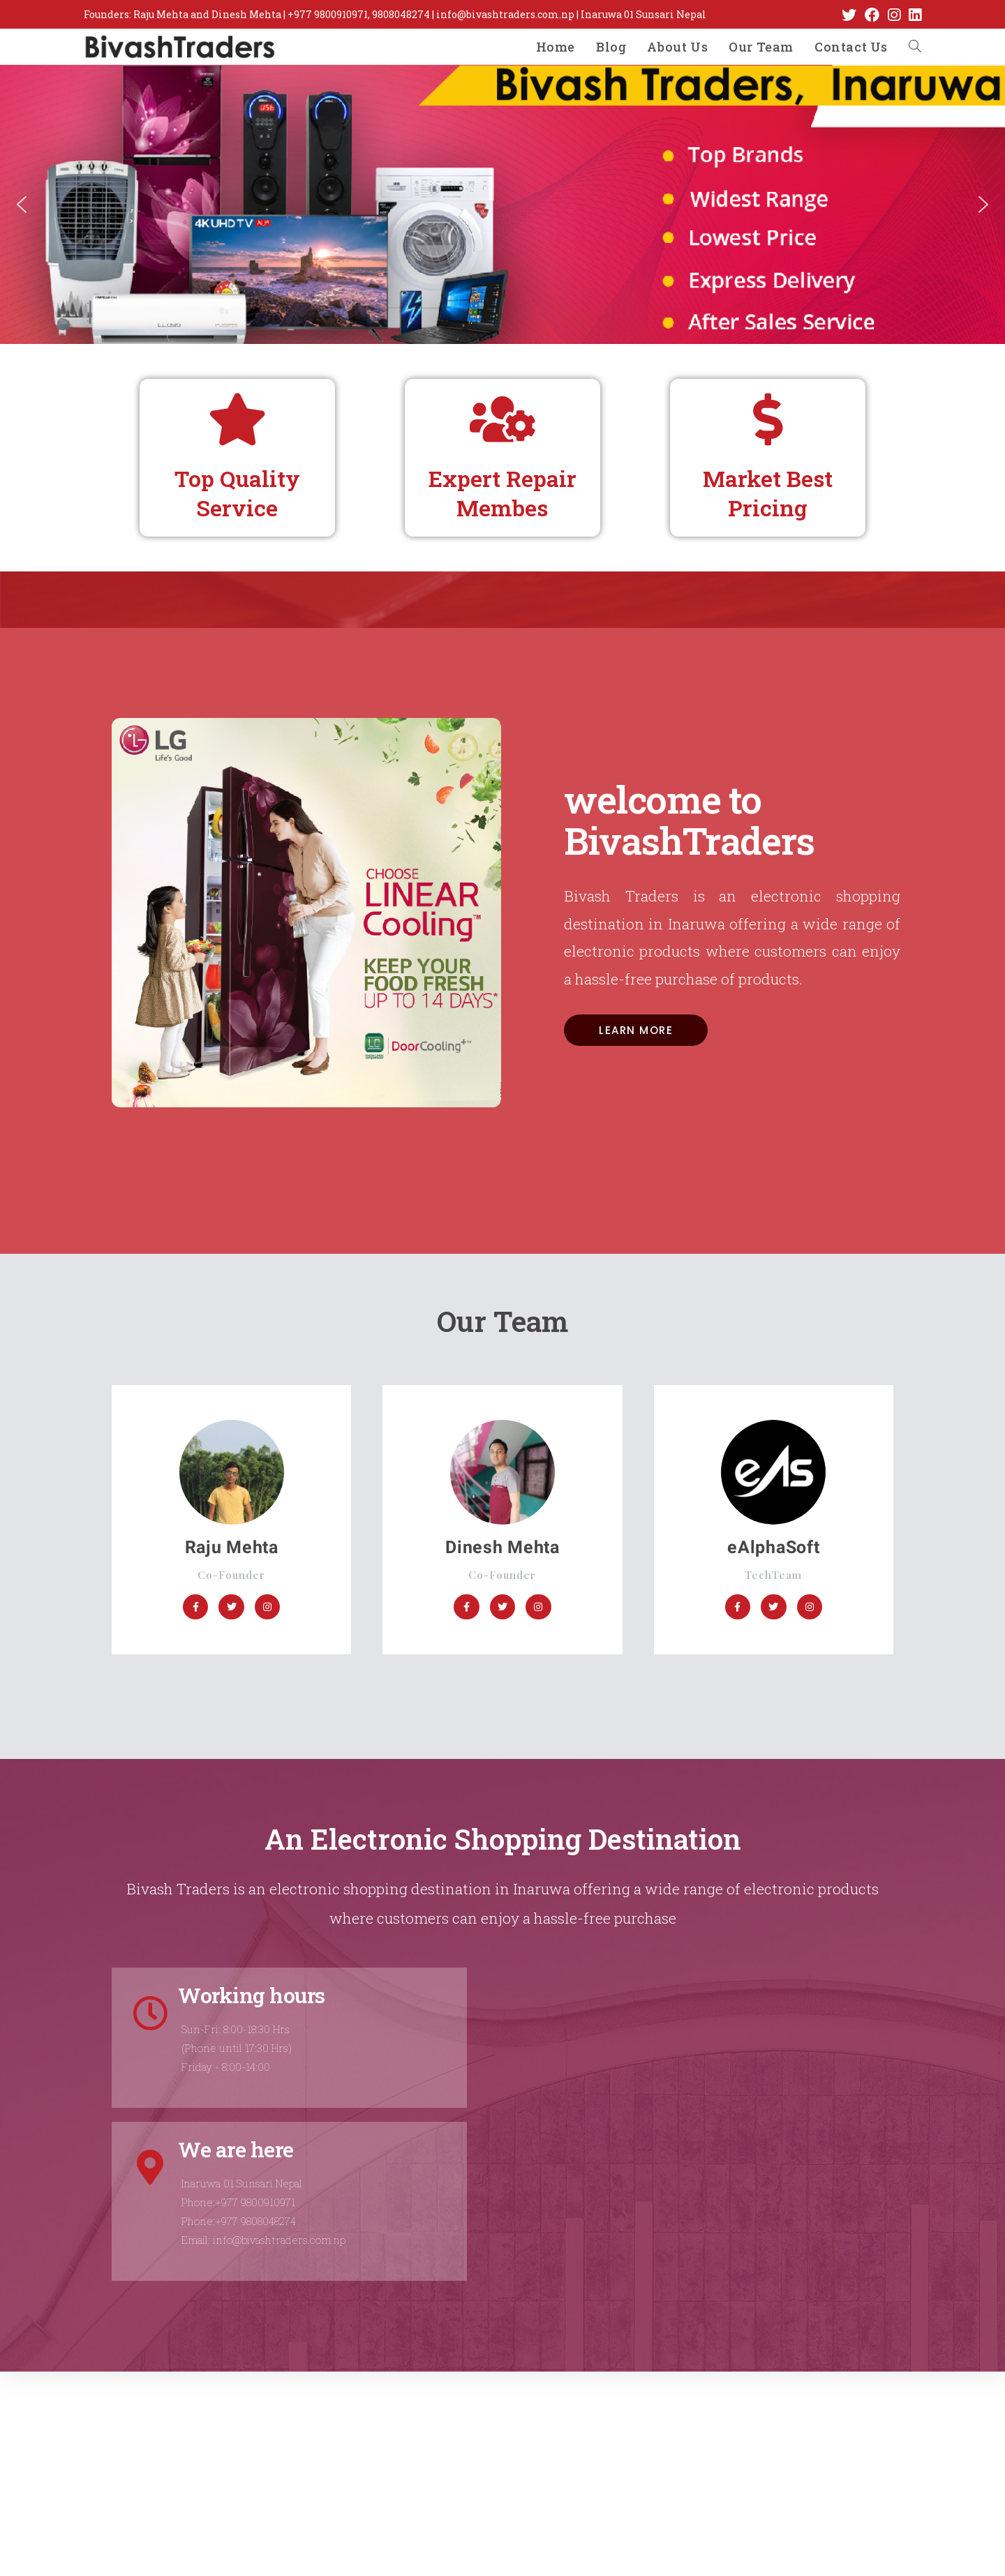 Founders: Raju Mehta and Dinesh Mehta | +977 9800910971, 9808048274 | info@bivashtraders.com.np | Inaruwa 01 Sunsari Nepal
BivashTraders
Home Blog About Us Our Team Contact Us
Bivash Traders, Inaruwa
Top Brands
Widest Range
Lowest Price
Express Delivery
After Sales Service
4K UHD TV
LLOYD
Top Quality
Service
Expert Repair
Membes
Market Best
Pricing
LG
Life's Good
CHOOSE
LINEAR
Cooling™
KEEP YOUR
FOOD FRESH
UP TO 14 DAYS*
DoorCooling+™
welcome to
BivashTraders
Bivash Traders is an electronic shopping
destination in Inaruwa offering a wide range of
electronic products where customers can enjoy
a hassle-free purchase of products.
LEARN MORE
Our Team
Raju Mehta
Co-Founder
Dinesh Mehta
Co-Founder
eAs
eAlphaSoft
TechTeam
An Electronic Shopping Destination
Bivash Traders is an electronic shopping destination in Inaruwa offering a wide range of electronic products
where customers can enjoy a hassle-free purchase
Working hours
Sun-Fri: 8:00-18:30 Hrs
(Phone until 17:30 Hrs)
Friday - 8:00-14:00
We are here
Inaruwa 01 Sunsari Nepal
Phone:+977 9800910971
Phone:+977 9808048274
Email: info@bivashtraders.com.np